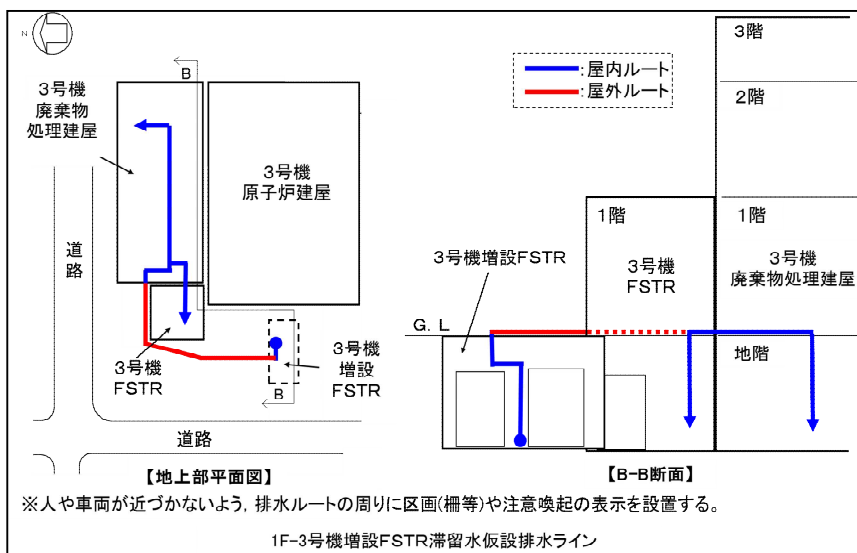 N
B
3号機
廃棄物
処理建屋
3号機
原子炉建屋
道
路
3号機
FSTR
3号機
増設
FSTR
B
道路
【地上部平面図】
:屋内ルート
:屋外ルート
3階
2階
1階
1階
3号機増設FSTR
3号機
FSTR
3号機
廃棄物処理建屋
G.L
地階
【B-B断面】
※人や車両が近づかないよう，排水ルートの周りに区画(柵等)や注意喚起の表示を設置する。
1F-3号機増設FSTR滞留水仮設排水ライン